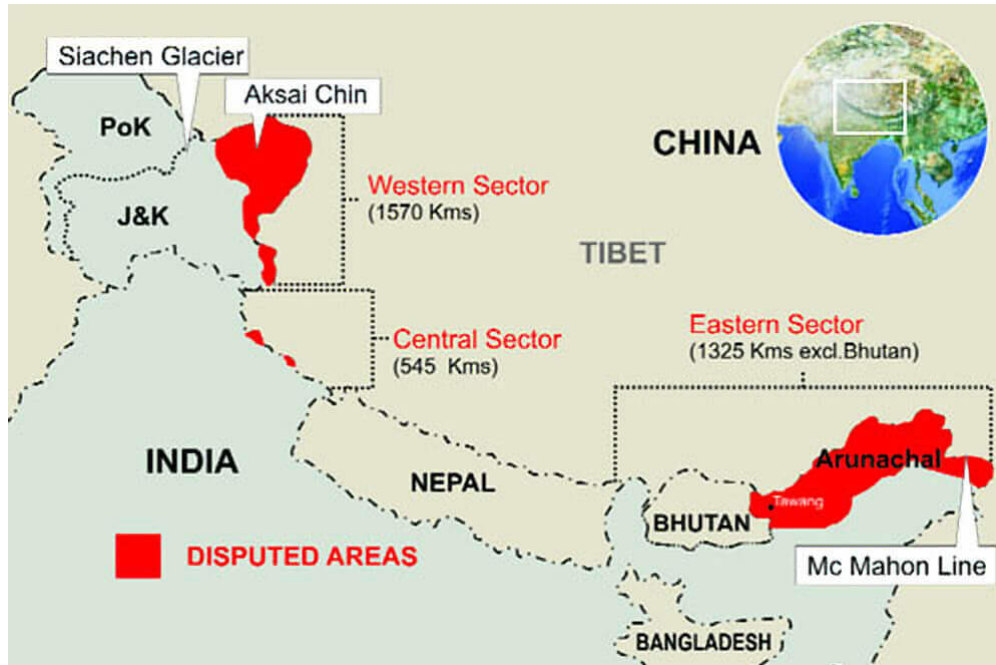 Siachen Glacier
Aksai Chin
PoK
J&K
CHINA
Western Sector
(1570 Kms)
TIBET
Central Sector
(545 Kms)
Eastern Sector
(1325 Kms excl.Bhutan)
INDIA
NEPAL
Arunachal
Tawang
BHUTAN
DISPUTED AREAS
Mc Mahon Line
BANGLADESH